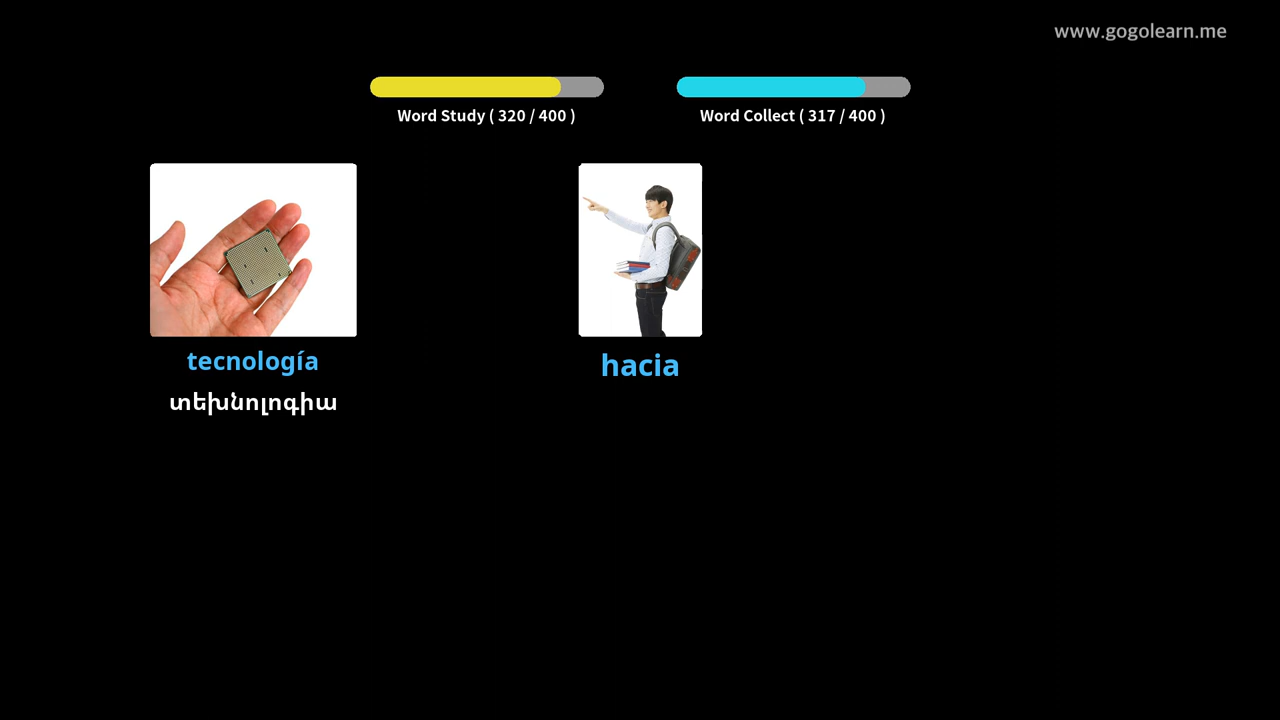 www.gogolearn.me
Word Study ( 320 / 400 )
Word Collect ( 317 / 400 )
tecnología
տեխնոլոգիա
hacia